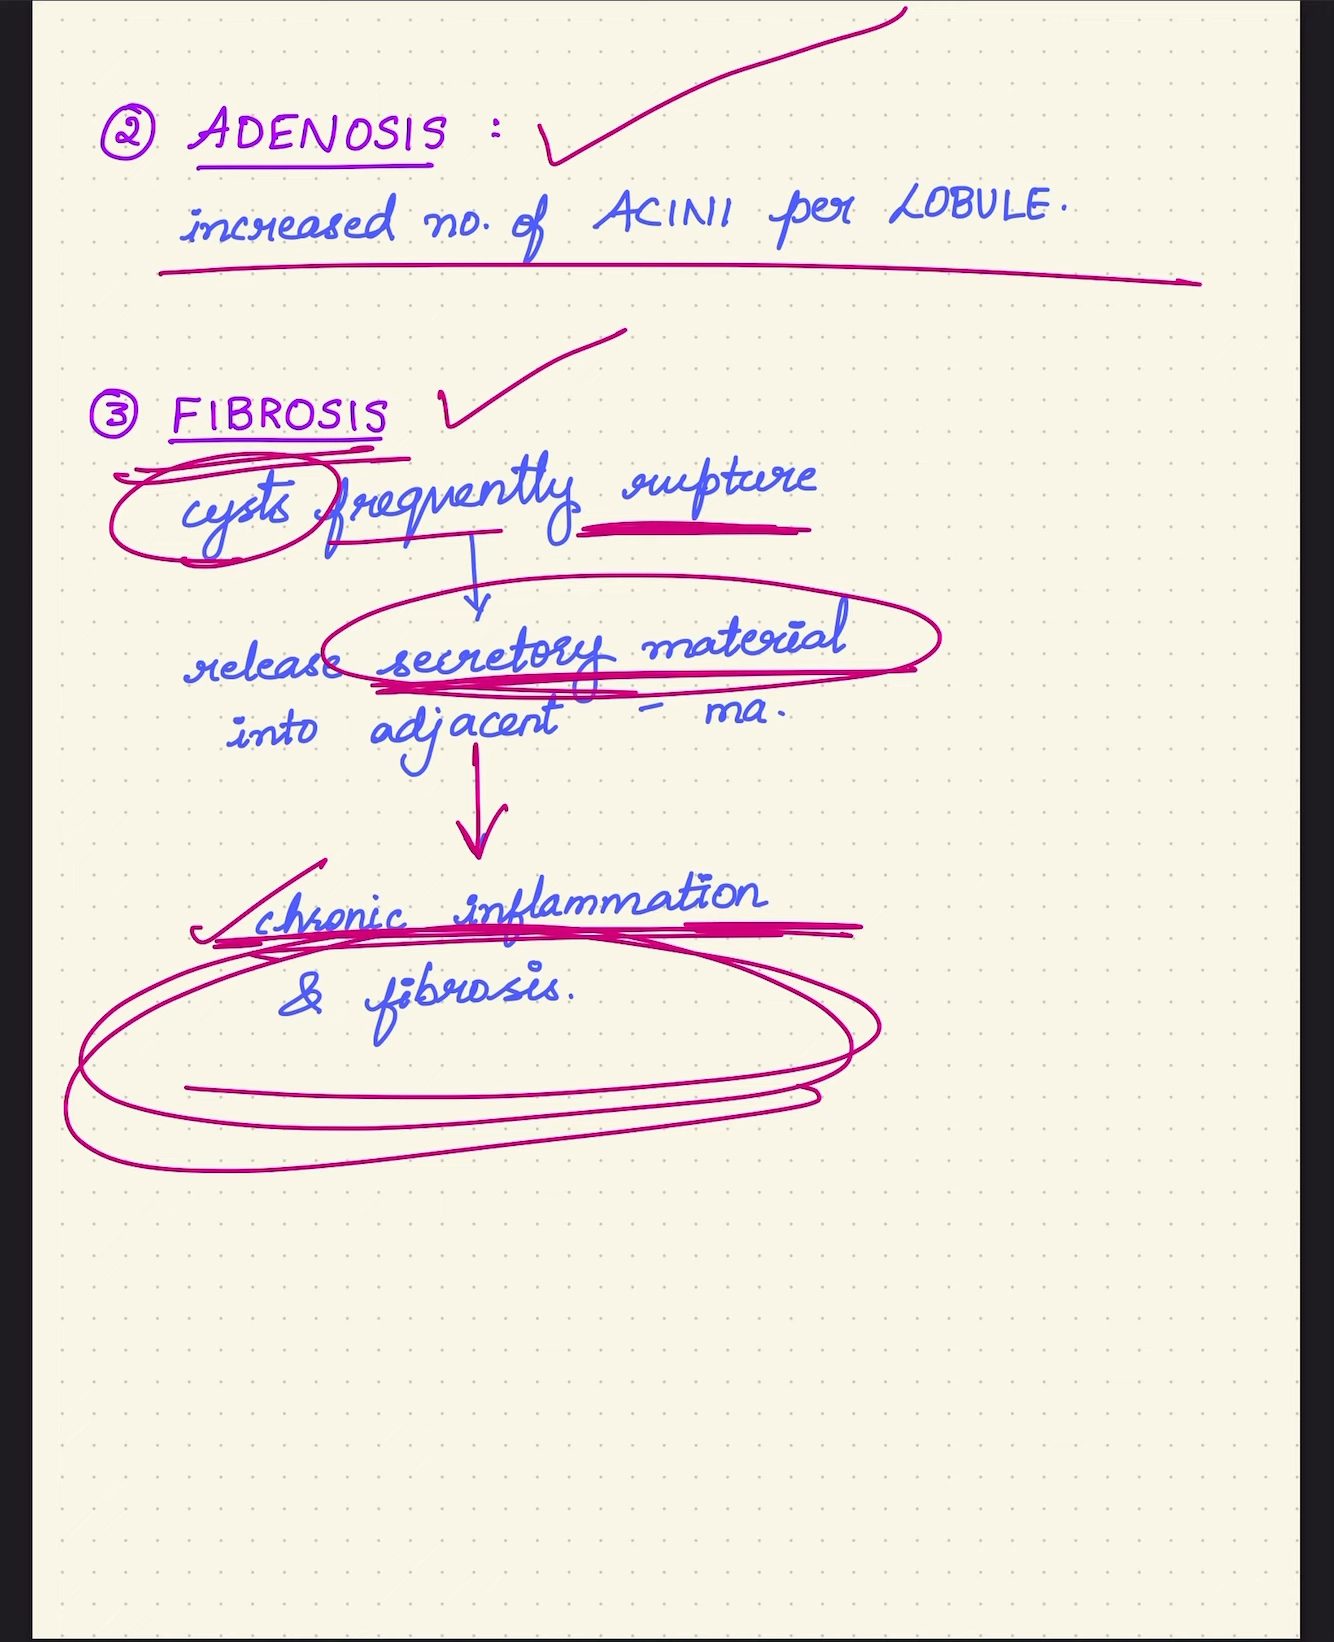 ② ADENOSIS :
increased no. of ACINI per LOBULE.
③ FIBROSIS
cysts frequently rupture
release secretory material
into adjacent - ma.
chronic inflammation
& fibrosis.